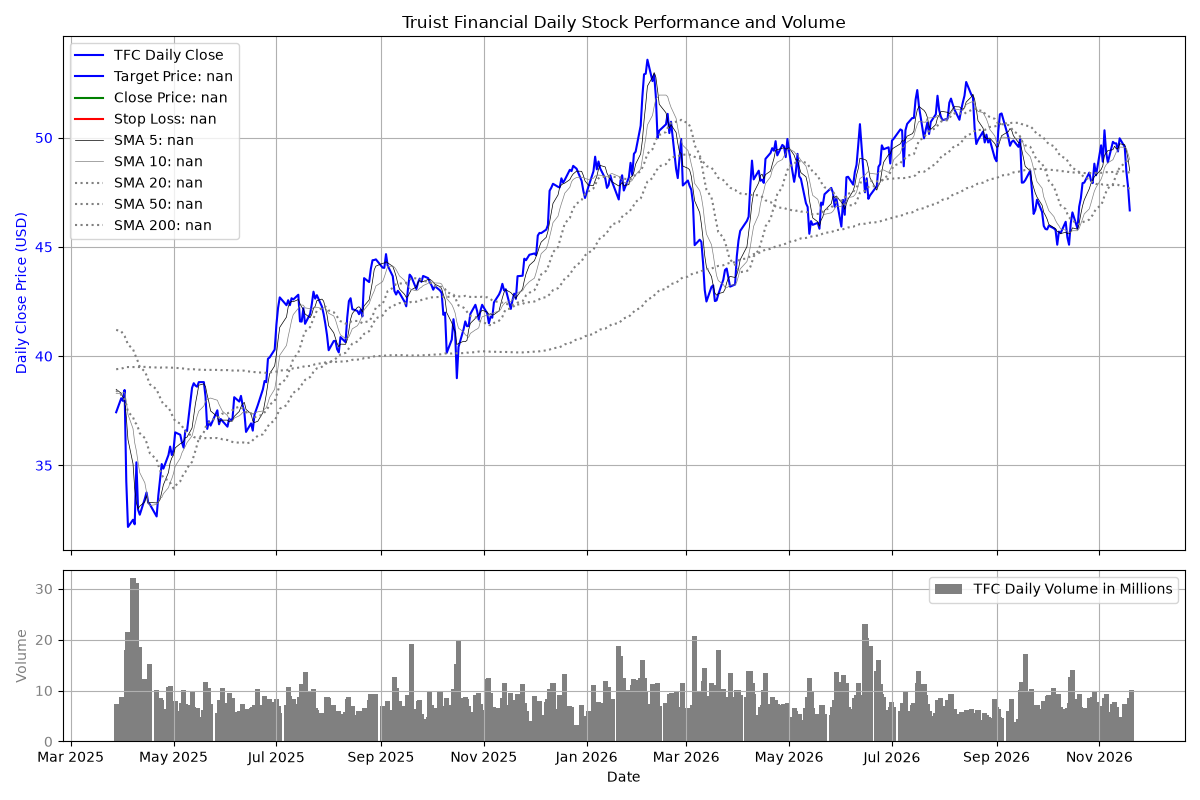 Truist Financial Daily Stock Performance and Volume
TFC Daily Close
Target Price: nan
Close Price: nan
Stop Loss: nan
SMA 5: nan
SMA 10: nan
SMA 20: nan
SMA 50: nan
SMA 200: nan
Daily Close Price (USD)
50
45
40
35
TFC Daily Volume in Millions
Volume
30
20
10
0
Mar 2025 May 2025 Jul 2025 Sep 2025 Nov 2025 Jan 2026 Mar 2026 May 2026 Jul 2026 Sep 2026 Nov 2026
Date